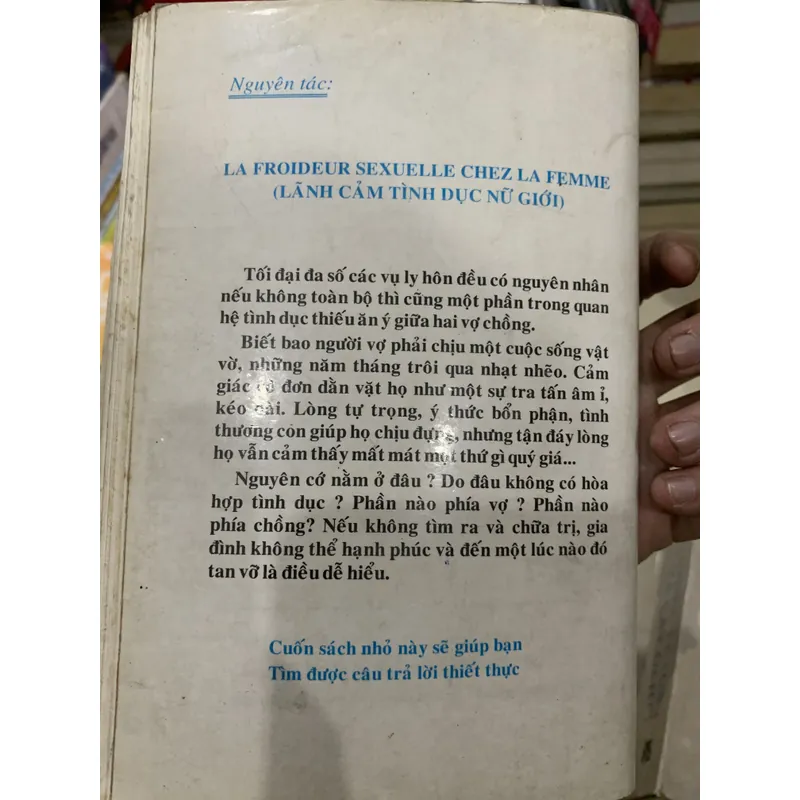 Nguyên tác:
LA FROIDEUR SEXUELLE CHEZ LA FEMME
(LÃNH CẢM TÌNH DỤC NỮ GIỚI)
Tối đại đa số các vụ ly hôn đều có nguyên nhân
nếu không toàn bộ thì cũng một phần trong quan
hệ tình dục thiếu ăn ý giữa hai vợ chồng.
Biết bao người vợ phải chịu một cuộc sống vật
vờ, những năm tháng trôi qua nhạt nhẽo. Cảm
giác cô đơn dằn vặt họ như một sự tra tấn âm ỉ,
kéo dài. Lòng tự trọng, ý thức bổn phận, tình
thương còn giúp họ chịu đựng, nhưng tận đáy lòng
họ vẫn cảm thấy mất mát một thứ gì quý giá...
Nguyên cớ nằm ở đâu ? Do đâu không có hòa
hợp tình dục ? Phần nào phía vợ ? Phần nào
phía chồng? Nếu không tìm ra và chữa trị, gia
đình không thể hạnh phúc và đến một lúc nào đó
tan vỡ là điều dễ hiểu.
Cuốn sách nhỏ này sẽ giúp bạn
Tìm được câu trả lời thiết thực